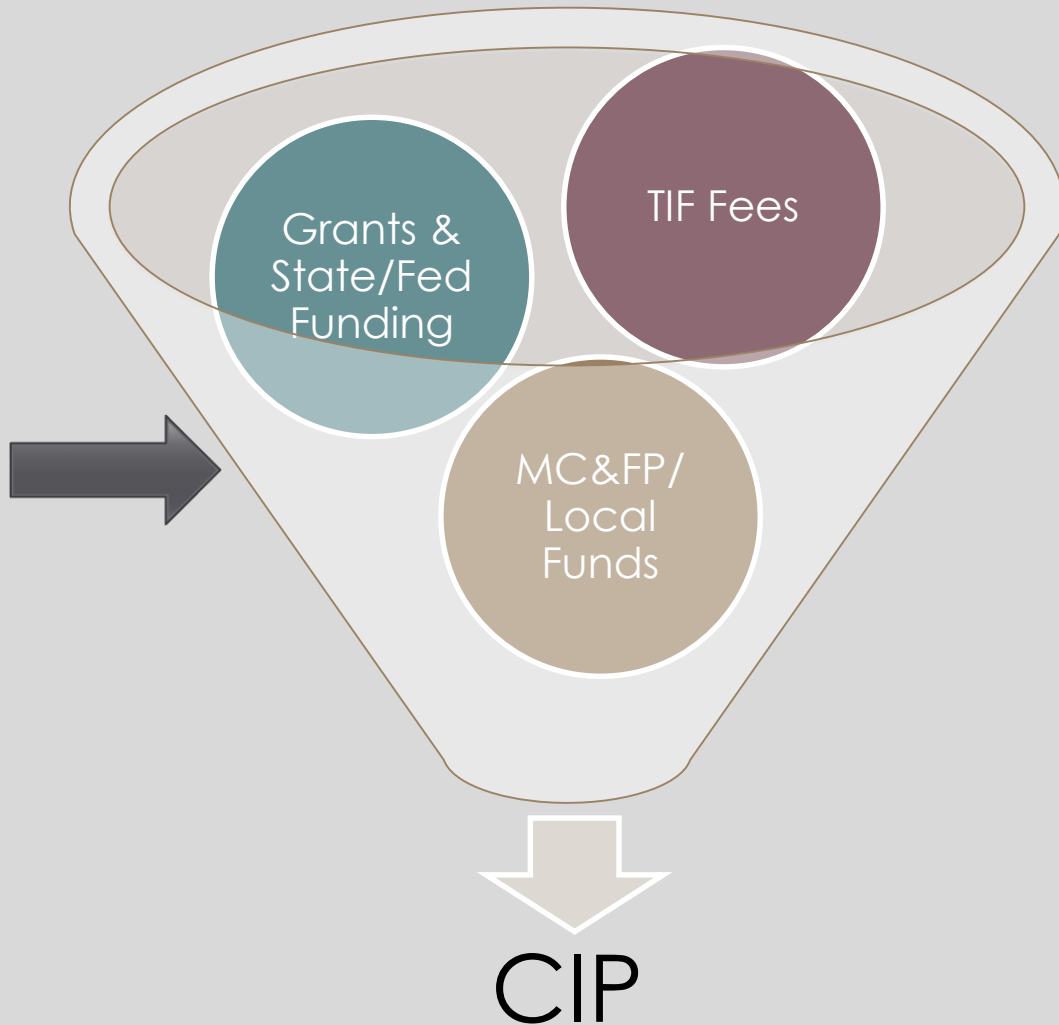 Grants &
State/Fed
Funding
TIF Fees
MC&FP/
Local
Funds
CIP